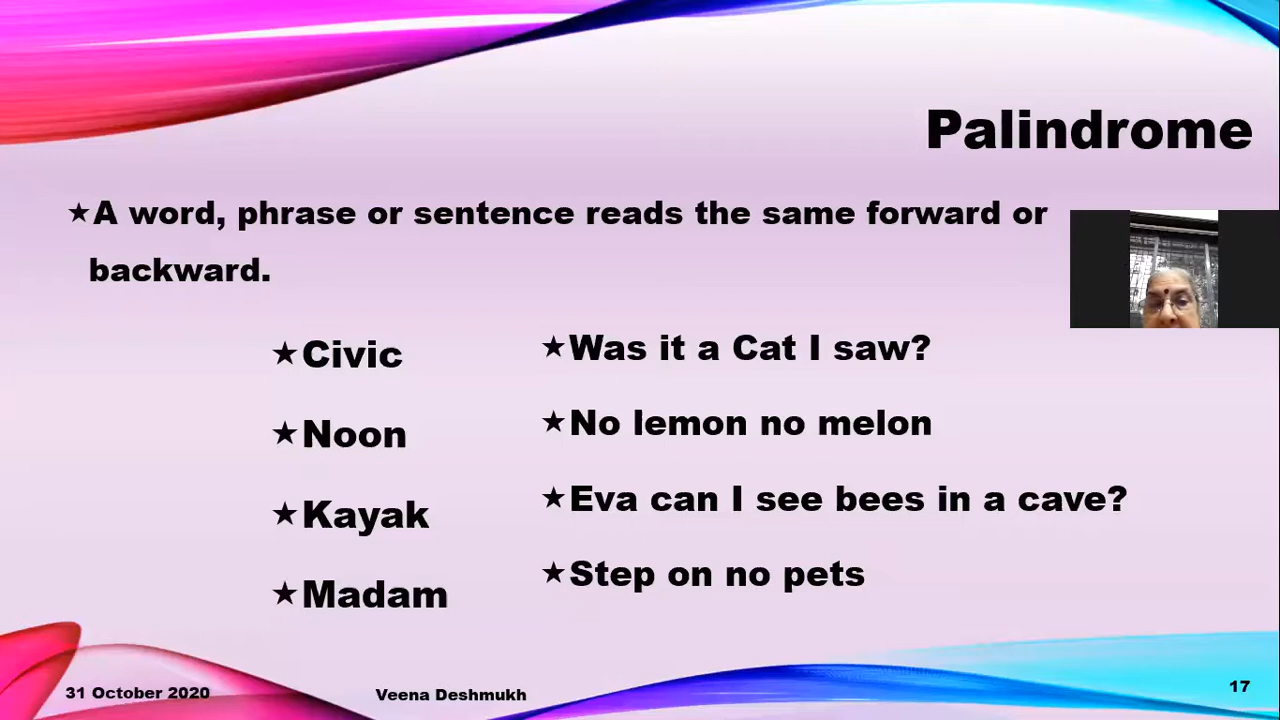 Palindrome
★A word, phrase or sentence reads the same forward or
backward.
★Civic
★Noon
★Kayak
★Madam
★Was it a Cat I saw?
★No lemon no melon
★Eva can I see bees in a cave?
★Step on no pets
31 October 2020
Veena Deshmukh
17